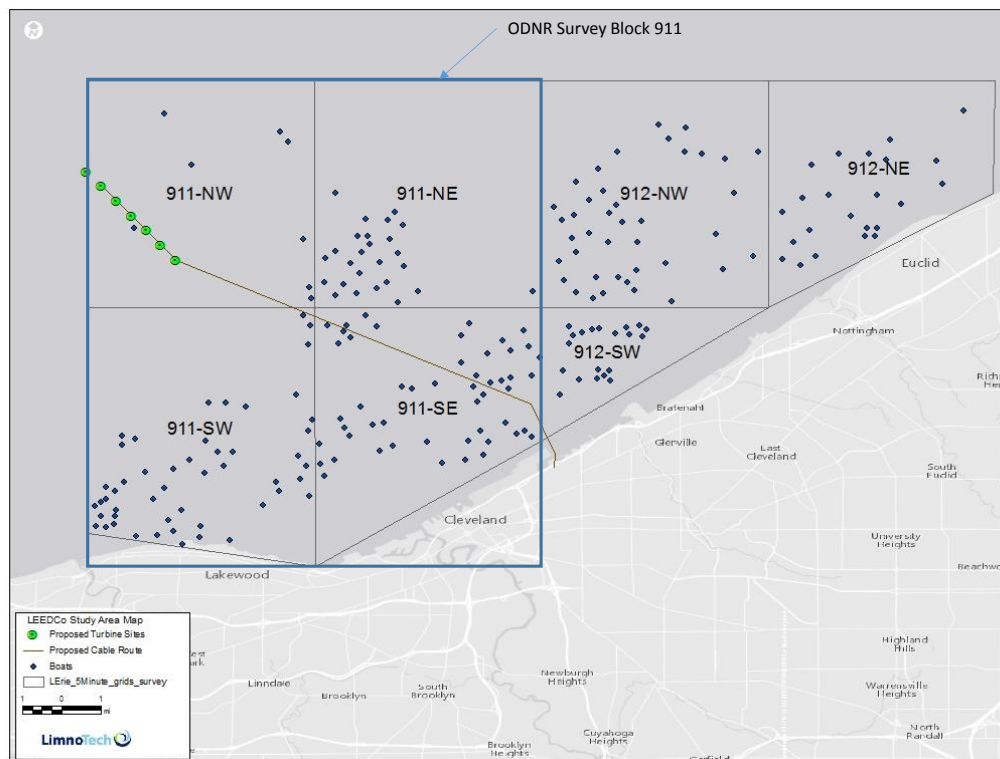 ODNR Survey Block 911
911-NW
911-NE
912-NW
912-NE
Euclid
Nottingham
912-SW
911-SE
911-SW
Bratenahl
Glenville
East
Cleveland
South
Euclid
Cleveland
University
Heights
Beachwo
Lakewood
LEEDCo Study Area Map
Proposed Turbine Sites
Proposed Cable Route
Boats
LErie_5Minute_grids_survey
1 0 1
mi
LimnoTech
Linndale
Brooklyn
South
Brooklyn
Newburgh
Heights
Highland
Hills
Warrensville
Heights
North
Randall
Brooklyn
Heights
Cuyahoga
Heights